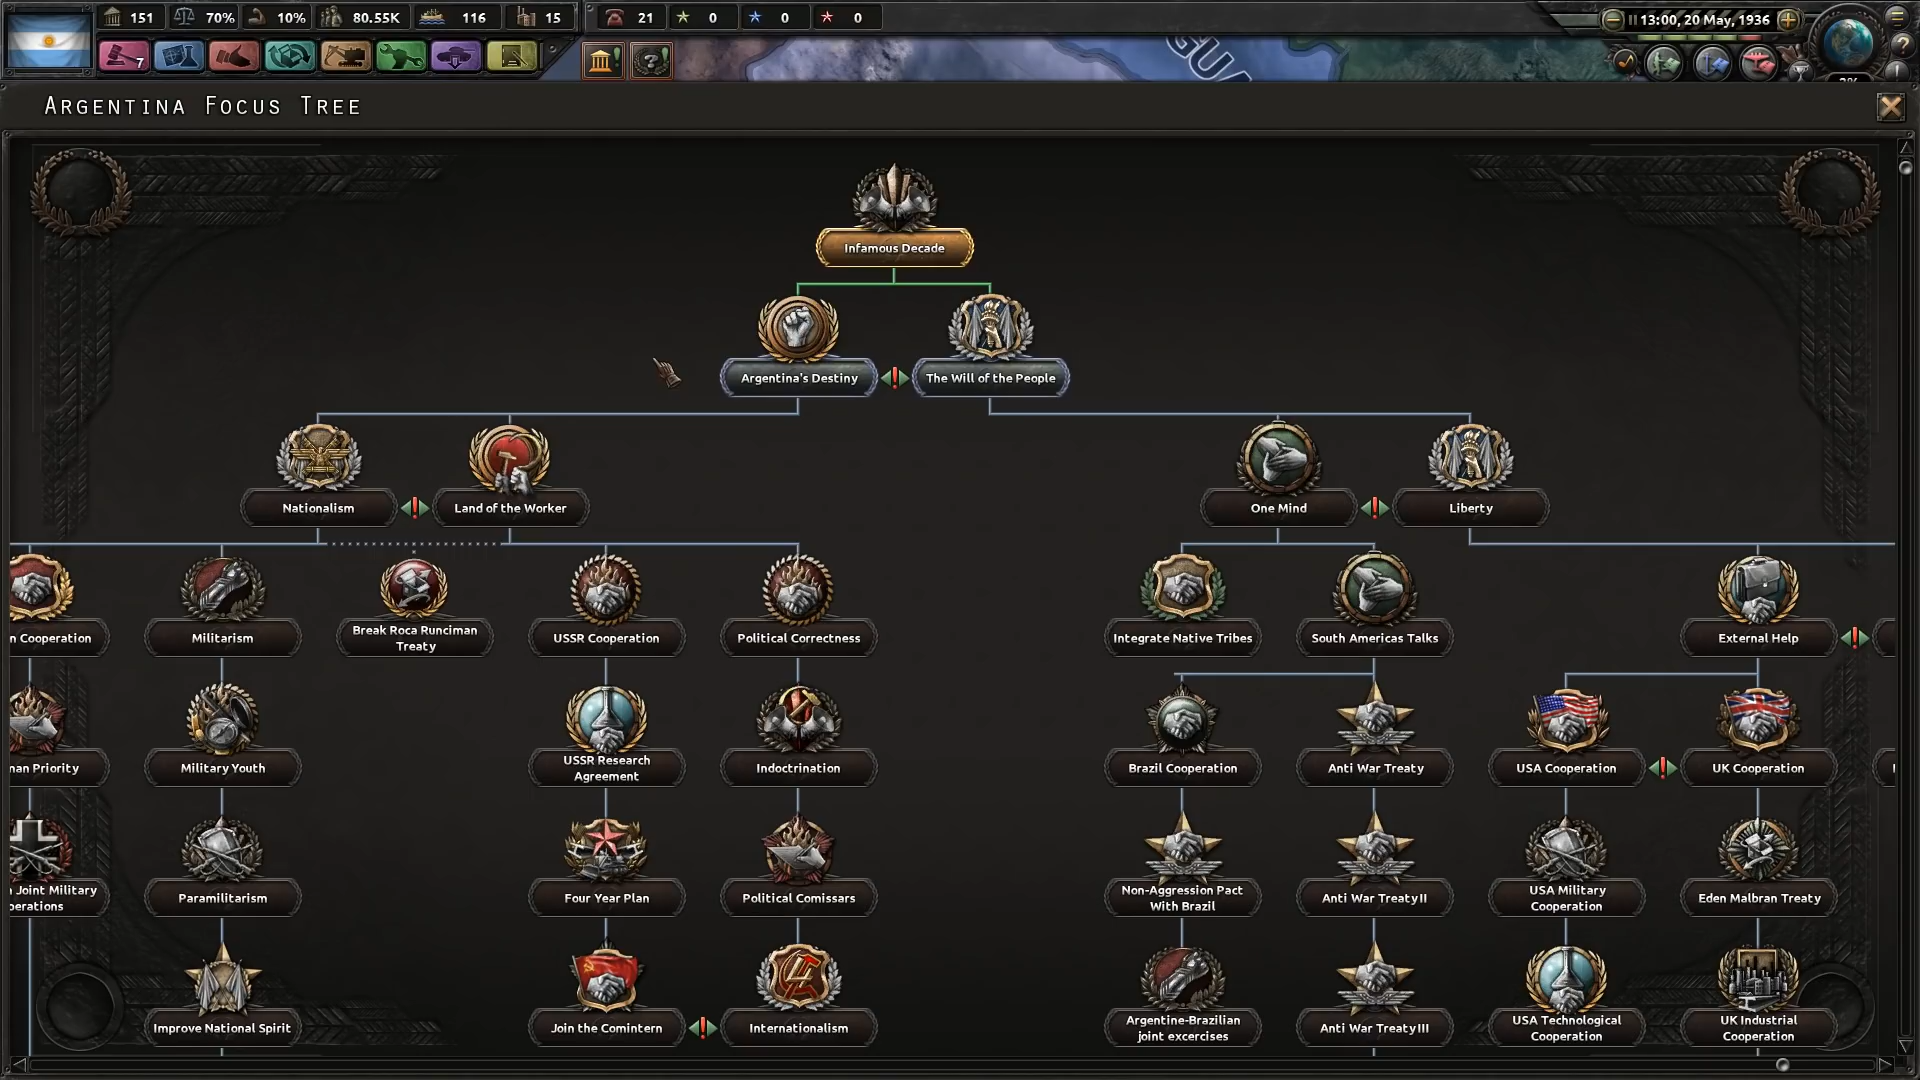 151
70%
10%
80.55K
116
15
21
0
0
0
13:00, 20 May, 1936
7
GUA
Argentina Focus Tree
Infamous Decade
Argentina's Destiny
The Will of the People
Nationalism
Land of the Worker
One Mind
Liberty
n Cooperation
Militarism
Break Roca Runciman
Treaty
USSR Cooperation
Political Correctness
Integrate Native Tribes
South Americas Talks
External Help
nan Priority
Military Youth
USSR Research
Agreement
Indoctrination
Brazil Cooperation
Anti War Treaty
USA Cooperation
UK Cooperation
Joint Military
perations
Paramilitarism
Four Year Plan
Political Comissars
Non-Aggression Pact
With Brazil
Anti War Treaty II
USA Military
Cooperation
Eden Malbran Treaty
Improve National Spirit
Join the Comintern
Internationalism
Argentine-Brazilian
joint excercises
Anti War Treaty III
USA Technological
Cooperation
UK Industrial
Cooperation